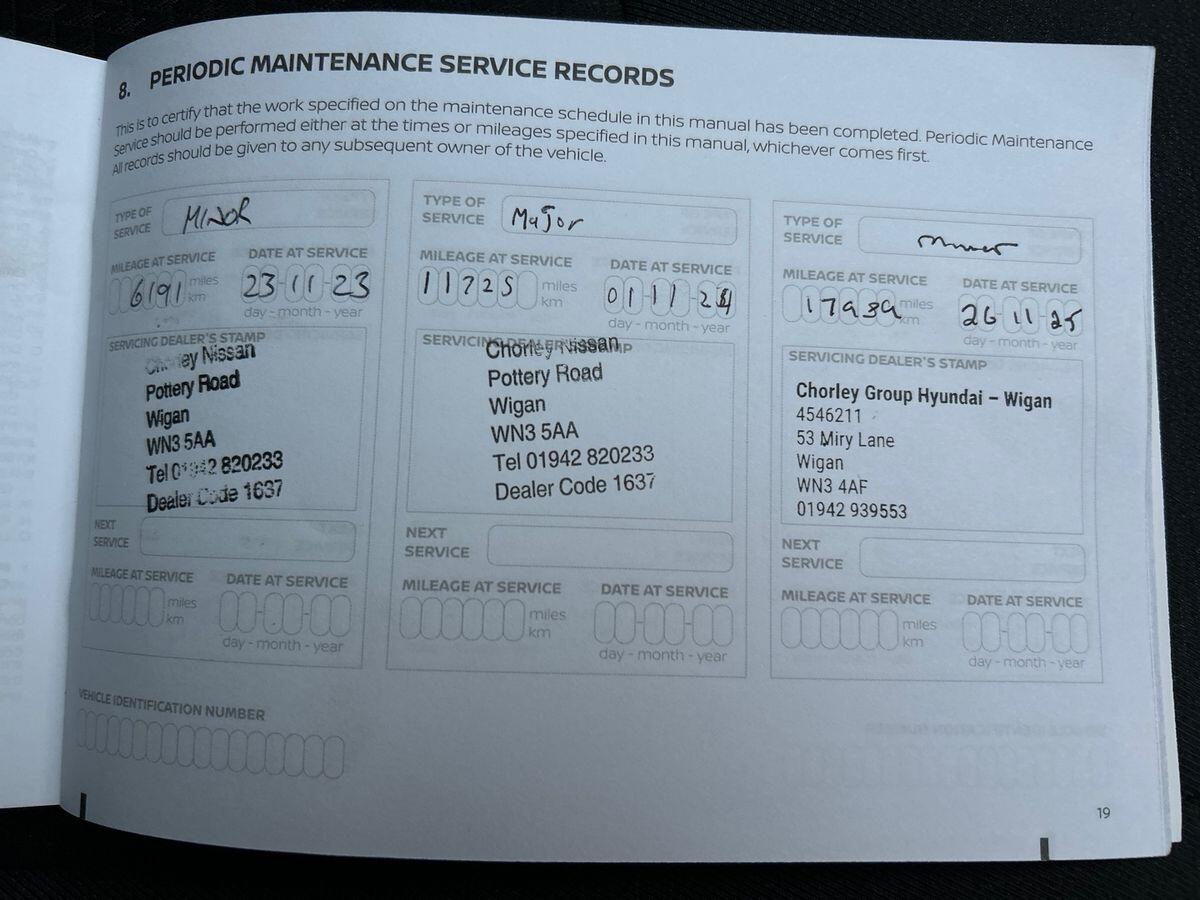 8. PERIODIC MAINTENANCE SERVICE RECORDS
This is to certify that the work specified on the maintenance schedule in this manual has been completed. Periodic Maintenance
Service should be performed either at the times or mileages specified in this manual, whichever comes first.
All records should be given to any subsequent owner of the vehicle.
TYPE OF
SERVICE
MINOR
MILEAGE AT SERVICE
DATE AT SERVICE
6191
miles
km
23-11-23
day - month - year
SERVICING DEALER'S STAMP
Chorley Nissan
Pottery Road
Wigan
WN3 5AA
Tel 01942 820233
Dealer Code 1637
NEXT
SERVICE
MILEAGE AT SERVICE
DATE AT SERVICE
miles
km
day - month - year
TYPE OF
SERVICE
Major
MILEAGE AT SERVICE
DATE AT SERVICE
11725
miles
km
01-11-24
day - month - year
SERVICING DEALER'S STAMP
Chorley Nissan
Pottery Road
Wigan
WN3 5AA
Tel 01942 820233
Dealer Code 1637
NEXT
SERVICE
MILEAGE AT SERVICE
DATE AT SERVICE
miles
km
day - month - year
TYPE OF
SERVICE
MILEAGE AT SERVICE
DATE AT SERVICE
17939
miles
km
26-11-25
day - month - year
SERVICING DEALER'S STAMP
Chorley Group Hyundai – Wigan
4546211
53 Miry Lane
Wigan
WN3 4AF
01942 939553
NEXT
SERVICE
MILEAGE AT SERVICE
DATE AT SERVICE
miles
km
day - month - year
VEHICLE IDENTIFICATION NUMBER
19